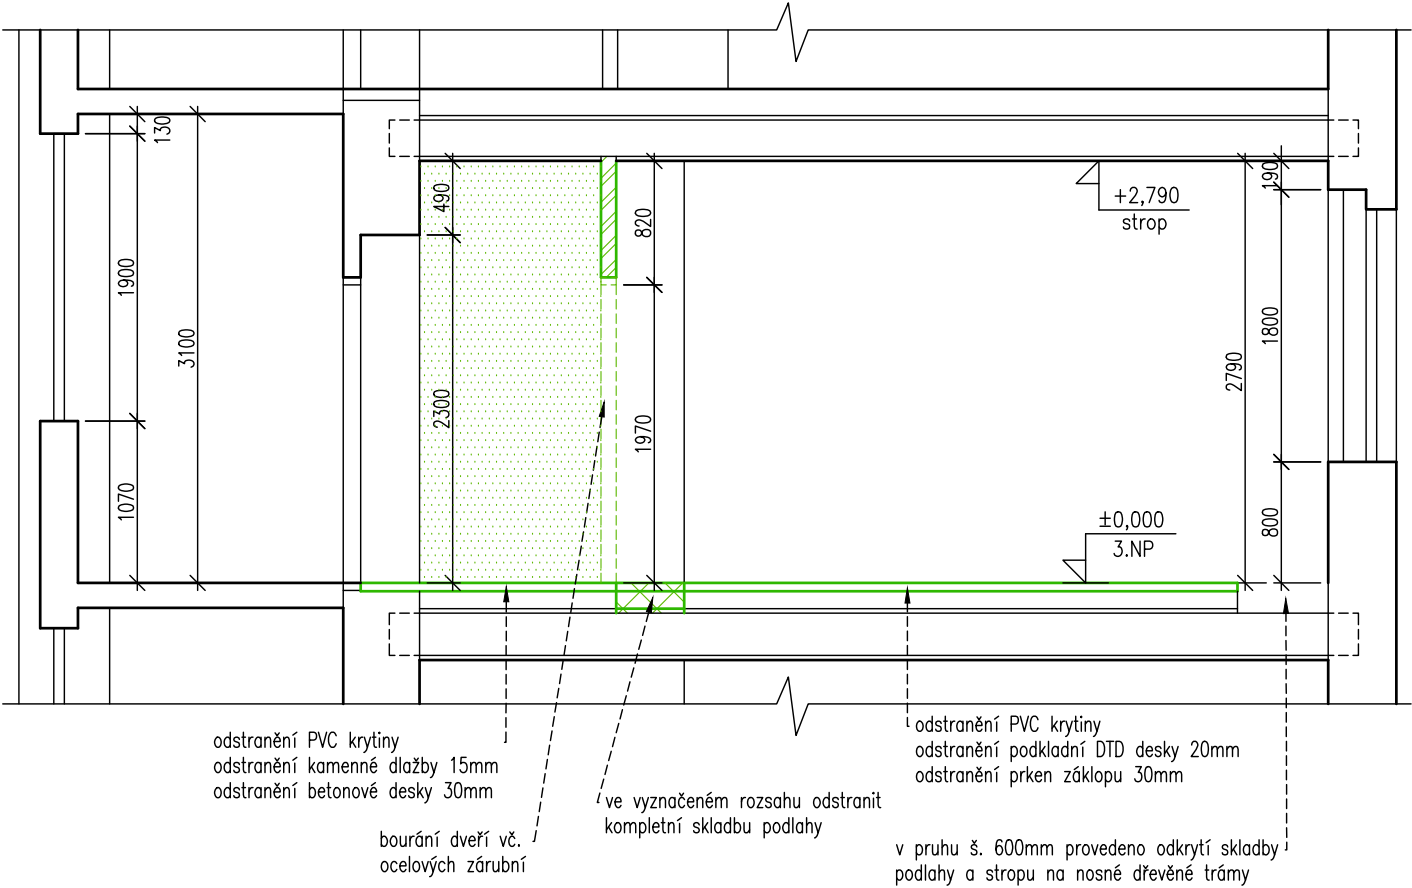 130
490
820
190
+2,790
strop
1900
3100
1800
2790
2300
1970
1070
800
±0,000
3.NP
odstranění PVC krytiny
odstranění kamenné dlažby 15mm
odstranění betonové desky 30mm
odstranění PVC krytiny
odstranění podkladní DTD desky 20mm
odstranění prken záklopu 30mm
ve vyznačeném rozsahu odstranit
kompletní skladbu podlahy
bourání dveří vč.
ocelových zárubní
v pruhu š. 600mm provedeno odkrytí skladby
podlahy a stropu na nosné dřevěné trámy